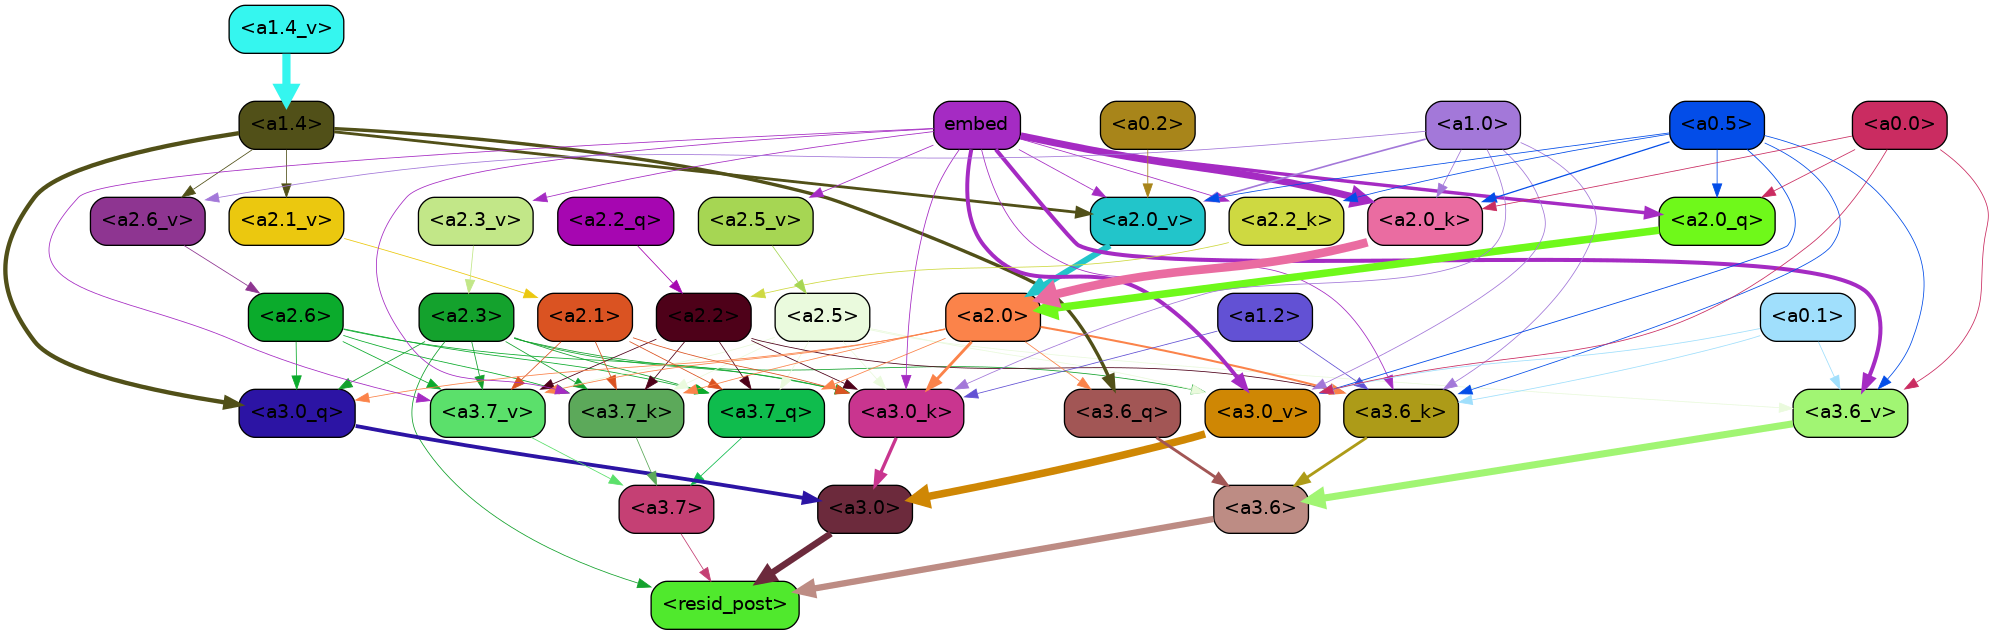 <a1.4_v>
<a1.4>
embed
<a0.2>
<a1.0>
<a0.5>
<a0.0>
<a2.6_v>
<a2.1_v>
<a2.3_v>
<a2.2_q>
<a2.5_v>
<a2.0_v>
<a2.2_k>
<a2.0_k>
<a2.0_q>
<a2.6>
<a2.3>
<a2.1>
<a2.2>
<a2.5>
<a2.0>
<a1.2>
<a0.1>
<a3.0_q>
<a3.7_v>
<a3.7_k>
<a3.7_q>
<a3.0_k>
<a3.6_q>
<a3.0_v>
<a3.6_k>
<a3.6_v>
<a3.7>
<a3.0>
<a3.6>
<resid_post>